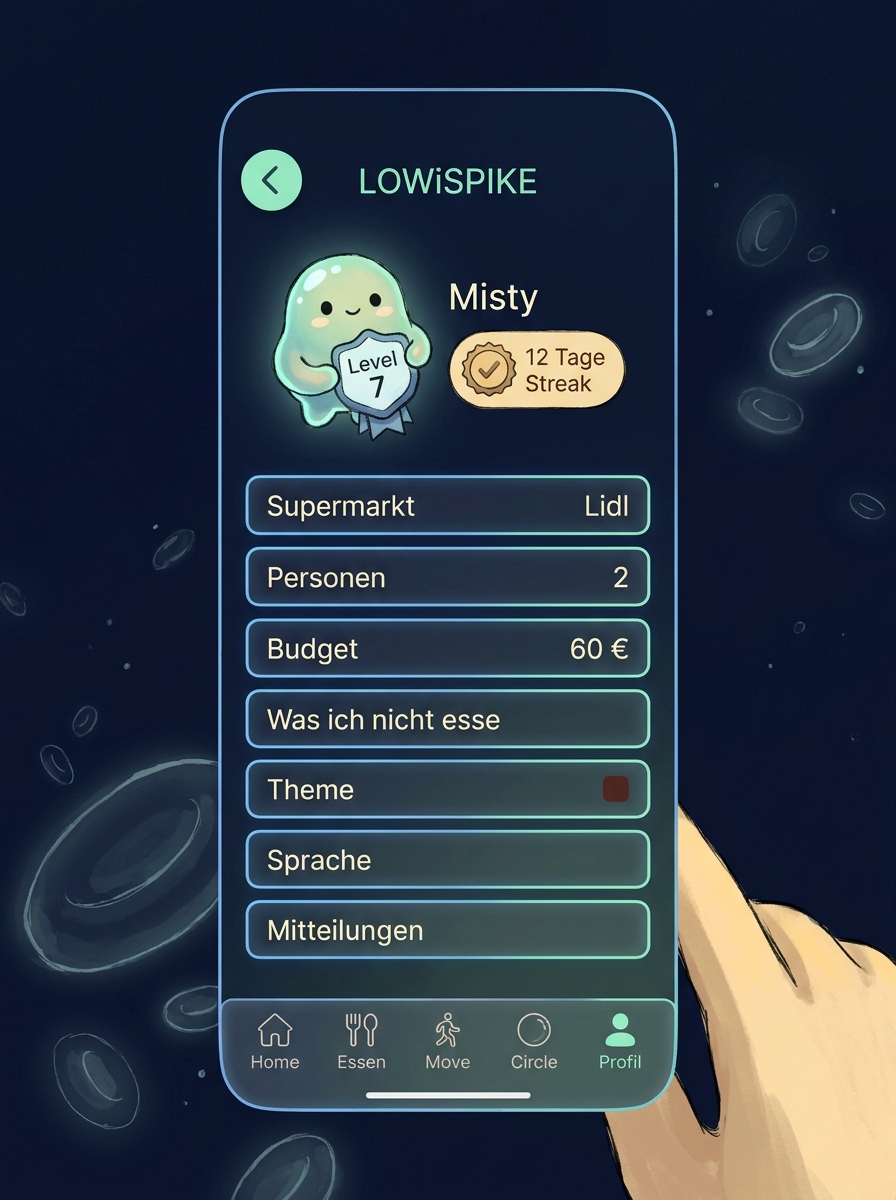 LOWiSPIKE
Misty
Level
7
12 Tage
Streak
Supermarkt Lidl
Personen 2
Budget 60 €
Was ich nicht esse
Theme
Sprache
Mitteilungen
Home Essen Move Circle Profil